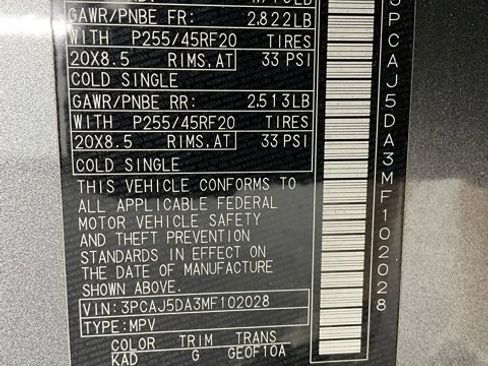 GAWR/PNBE FR: 2.822LB
WITH P255/45RF20 TIRES
20X8.5 RIMS.AT 33 PSI
COLD SINGLE
GAWR/PNBE RR: 2.513LB
WITH P255/45RF20 TIRES
20X8.5 RIMS.AT 33 PSI
COLD SINGLE
THIS VEHICLE CONFORMS TO
ALL APPLICABLE FEDERAL
MOTOR VEHICLE SAFETY
AND THEFT PREVENTION
STANDARDS IN EFFECT ON
THE DATE OF MANUFACTURE
SHOWN ABOVE.
VIN: 3PCAJ5DA3MF102028
TYPE: MPV
COLOR TRIM TRANS
KAD G GEOF10A
3PCAJ5DA3MF102028